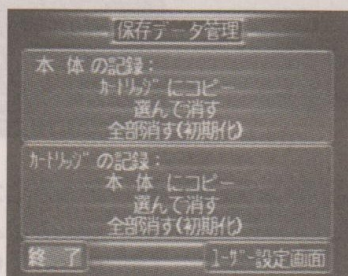 保存データ管理
本 体 の記録:
ｶｰﾄﾘｯｼﾞ にコピー
選んで消す
全部消す(初期化)
ｶｰﾄﾘｯｼﾞ の記録:
本 体 にコピー
選んで消す
全部消す(初期化)
終 了
ﾕｰｻﾞｰ設定画面